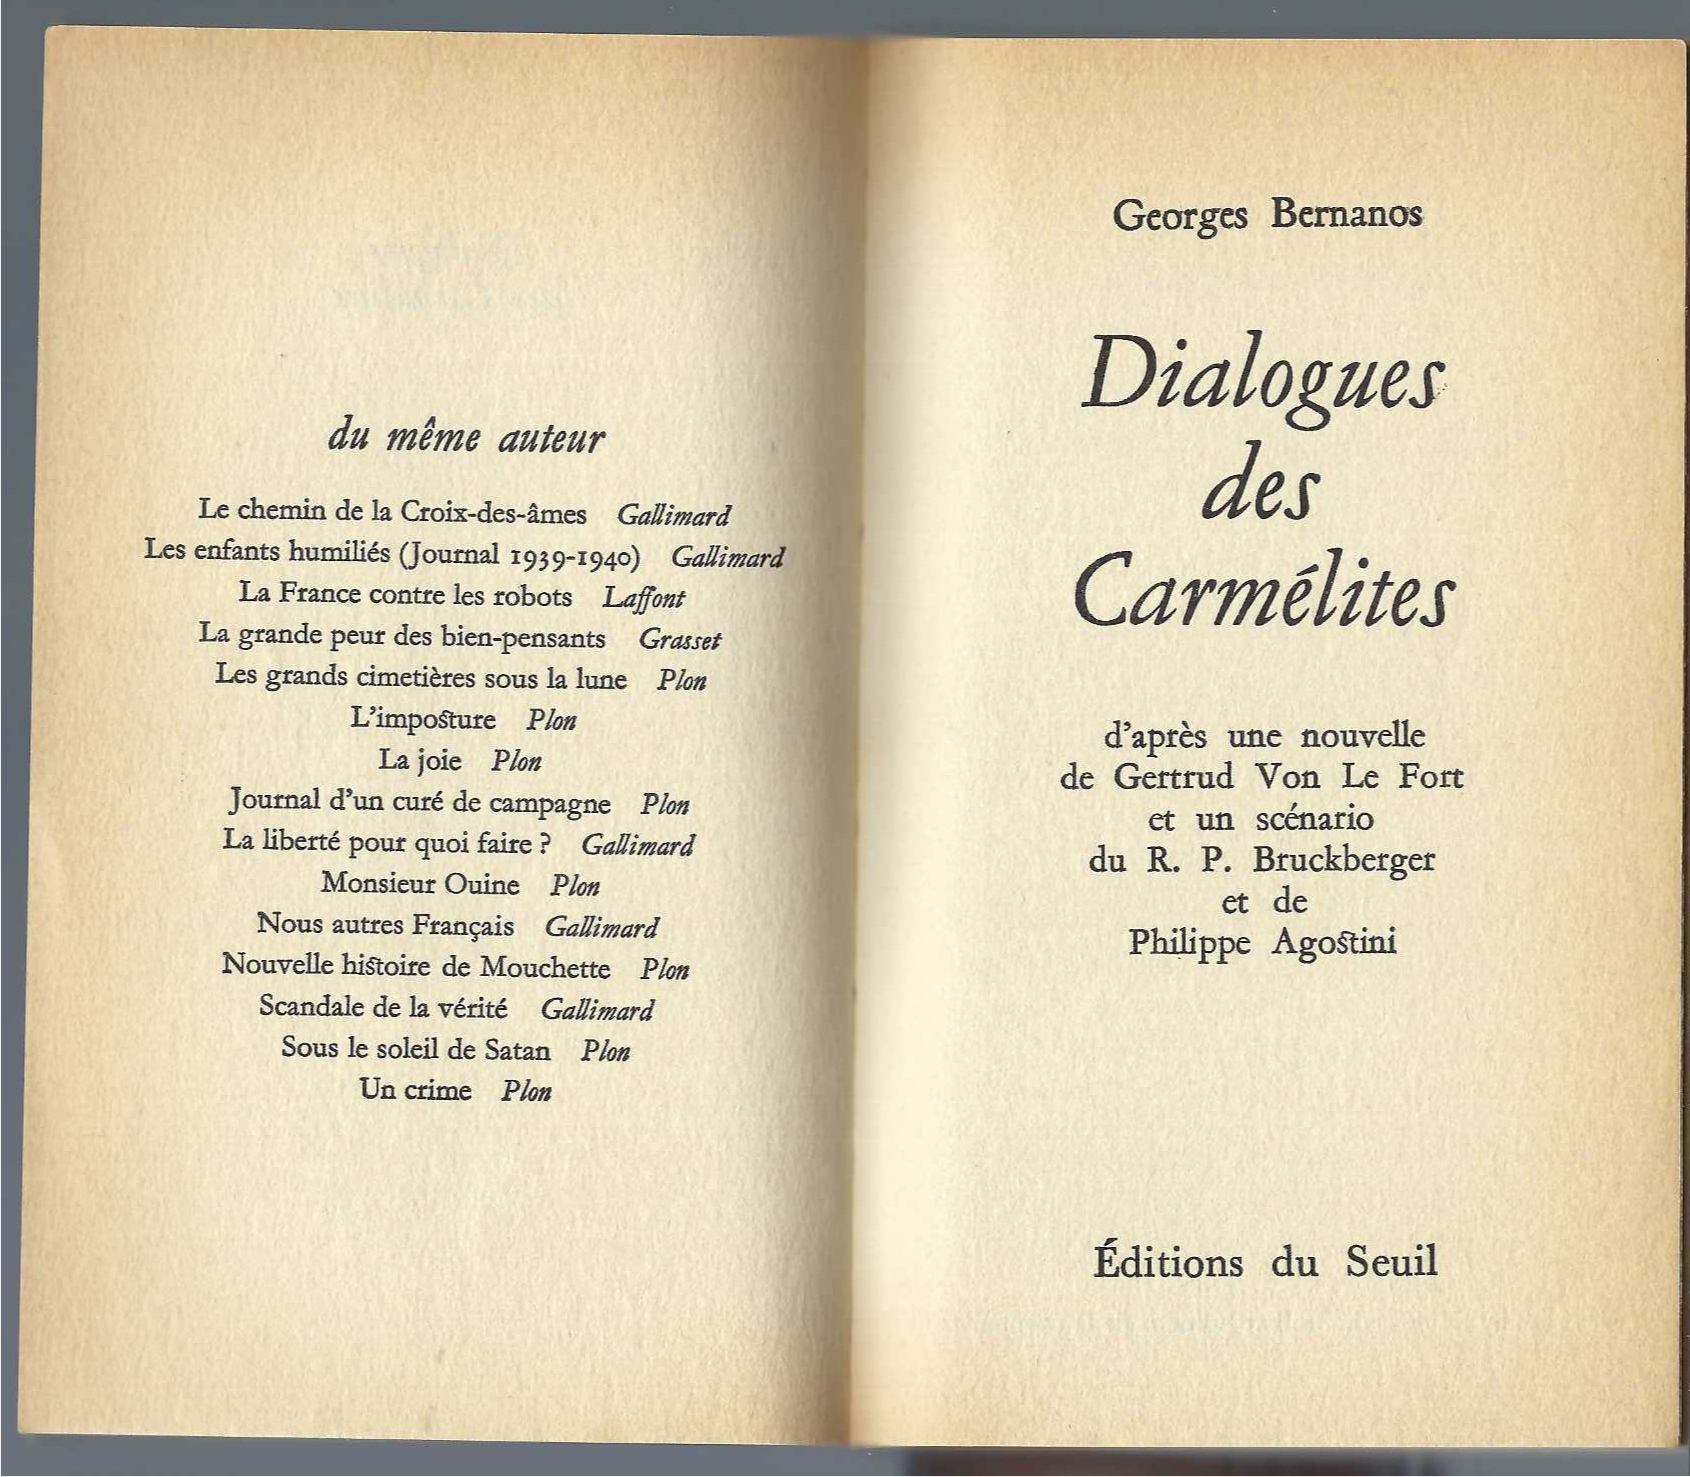 du même auteur
Le chemin de la Croix-des-âmes Gallimard
Les enfants humiliés (Journal 1939-1940) Gallimard
La France contre les robots Laffont
La grande peur des bien-pensants Grasset
Les grands cimetières sous la lune Plon
L'imposture Plon
La joie Plon
Journal d'un curé de campagne Plon
La liberté pour quoi faire ? Gallimard
Monsieur Ouine Plon
Nous autres Français Gallimard
Nouvelle histoire de Mouchette Plon
Scandale de la vérité Gallimard
Sous le soleil de Satan Plon
Un crime Plon
Georges Bernanos
Dialogues
des
Carmélites
d'après une nouvelle
de Gertrud Von Le Fort
et un scénario
du R. P. Bruckberger
et de
Philippe Agostini
Éditions du Seuil